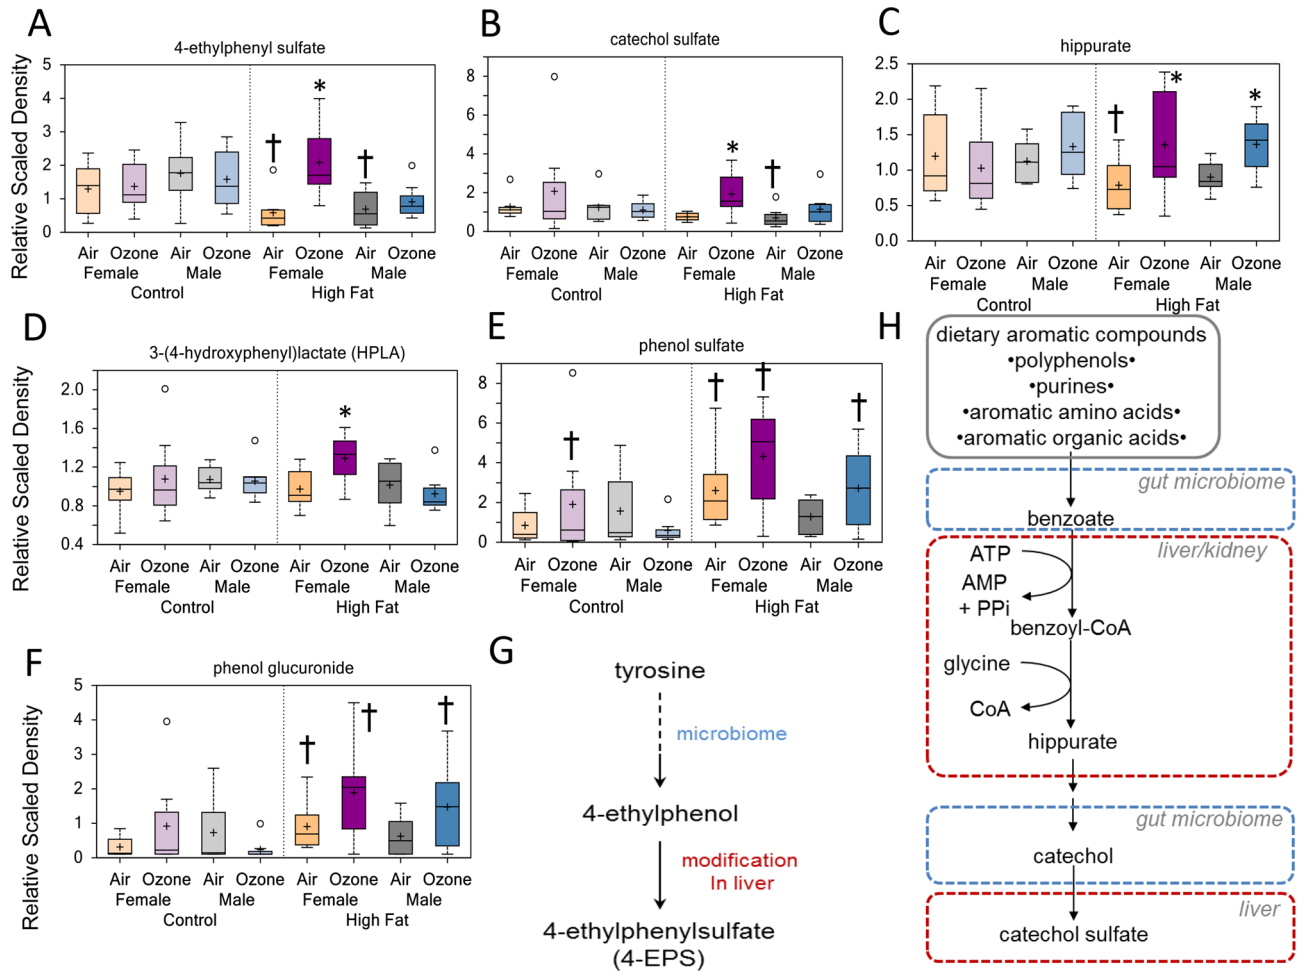 A
4-ethylphenyl sulfate
Relative Scaled Density
5
4
3
2
1
0
†
*
†
Air Ozone Air Ozone Air Ozone Air Ozone
Female Male Female Male
Control High Fat
B
catechol sulfate
8
6
4
2
0
*
†
Air Ozone Air Ozone Air Ozone Air Ozone
Female Male Female Male
Control High Fat
C
hippurate
2.5
2.0
1.5
1.0
0.5
0.0
†
*
*
Air Ozone Air Ozone Air Ozone Air Ozone
Female Male Female Male
Control High Fat
D
3-(4-hydroxyphenyl)lactate (HPLA)
Relative Scaled Density
2.0
1.6
1.2
0.8
0.4
*
Air Ozone Air Ozone Air Ozone Air Ozone
Female Male Female Male
Control High Fat
E
phenol sulfate
8
6
4
2
0
†
†
†
†
Air Ozone Air Ozone Air Ozone Air Ozone
Female Male Female Male
Control High Fat
F
phenol glucuronide
Relative Scaled Density
5
4
3
2
1
0
†
†
†
Air Ozone Air Ozone Air Ozone Air Ozone
Female Male Female Male
Control High Fat
G
tyrosine
microbiome
4-ethylphenol
modification
In liver
4-ethylphenylsulfate
(4-EPS)
H
dietary aromatic compounds
•polyphenols•
•purines•
•aromatic amino acids•
•aromatic organic acids•
gut microbiome
benzoate
liver/kidney
ATP
AMP
+ PPi
benzoyl-CoA
glycine
CoA
hippurate
gut microbiome
catechol
liver
catechol sulfate